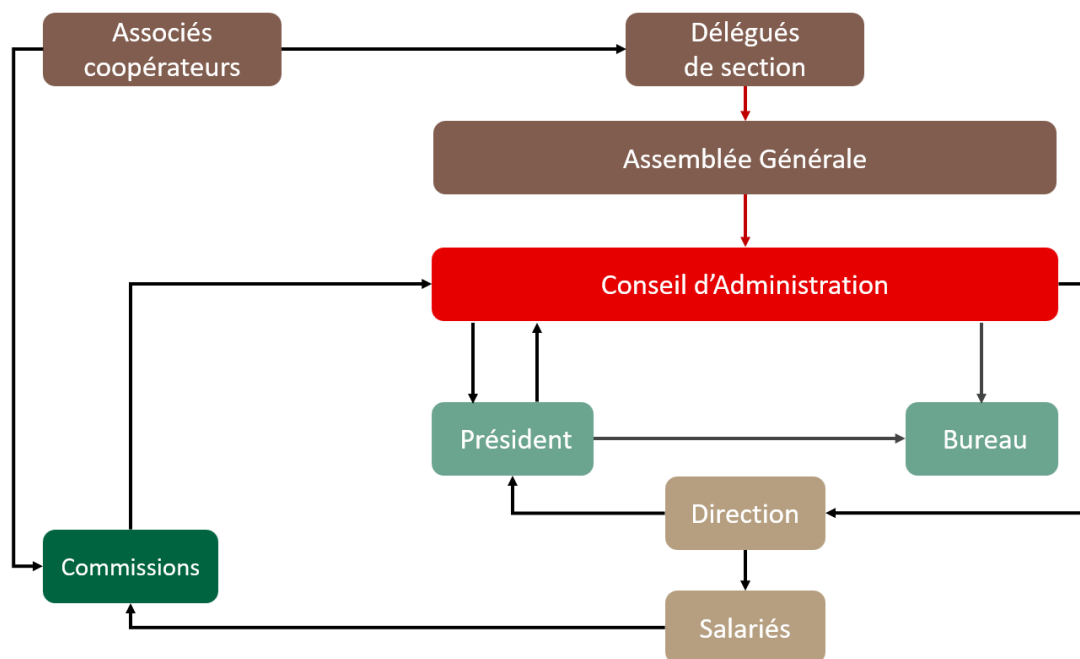 Associés
coopérateurs
Délégués
de section
Assemblée Générale
Conseil d’Administration
Président
Bureau
Direction
Commissions
Salariés